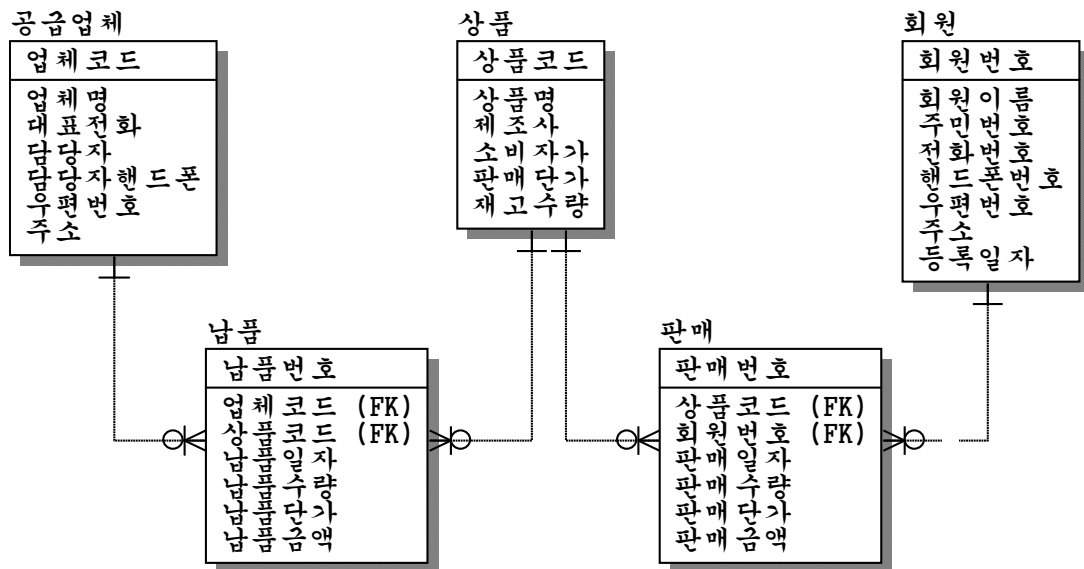 공급업체
업체코드
업체명
대표전화
담당자
담당자핸드폰
우편번호
주소
상품
상품코드
상품명
제조사
소비자가
판매단가
재고수량
회원
회원번호
회원이름
주민번호
전화번호
핸드폰번호
우편번호
주소
등록일자
납품
납품번호
업체코드 (FK)
상품코드 (FK)
납품일자
납품수량
납품단가
납품금액
판매
판매번호
상품코드 (FK)
회원번호 (FK)
판매일자
판매수량
판매단가
판매금액